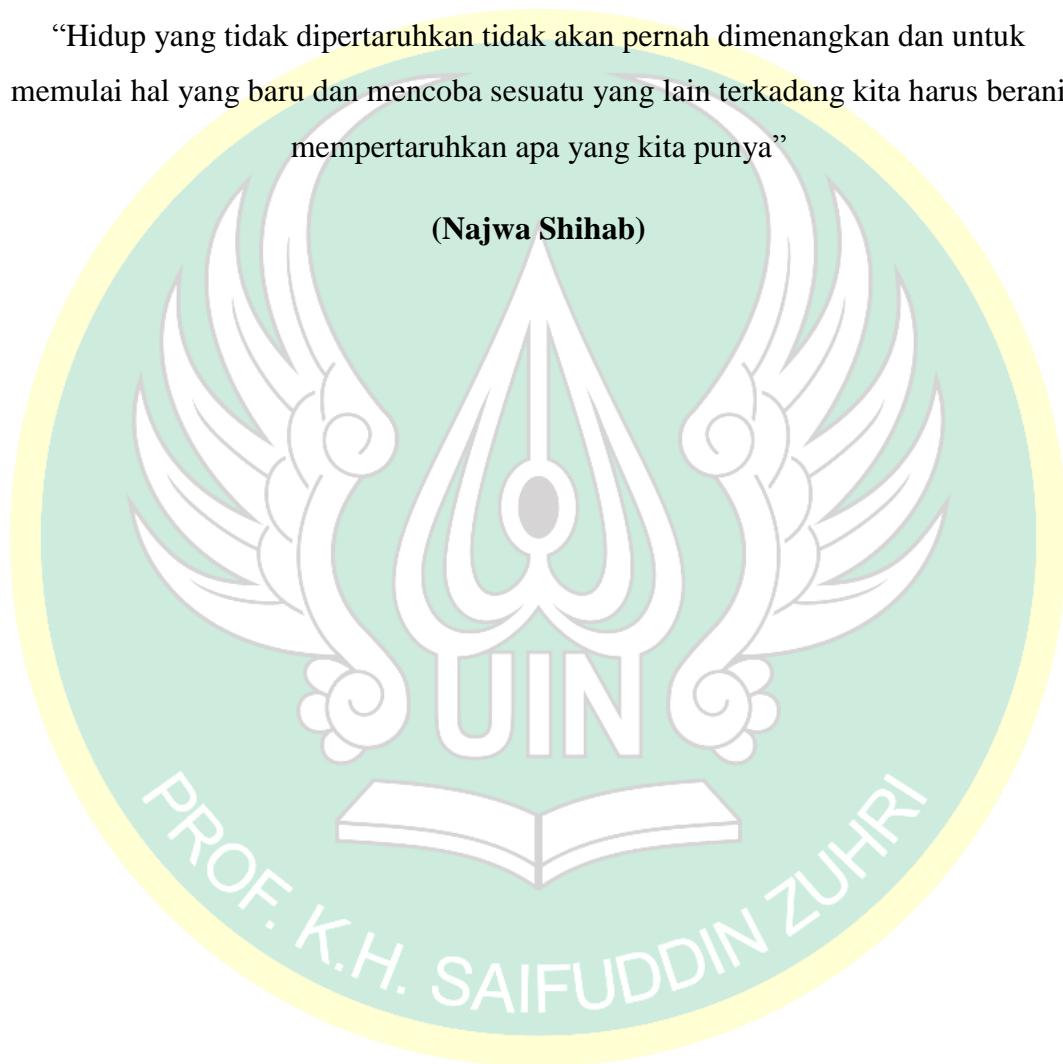 “Hidup yang tidak dipertaruhkan tidak akan pernah dimenangkan dan untuk
memulai hal yang baru dan mencoba sesuatu yang lain terkadang kita harus berani
mempertaruhkan apa yang kita punya”
(Najwa Shihab)
UIN
PROF. K.H. SAIFUDDIN ZUHRI